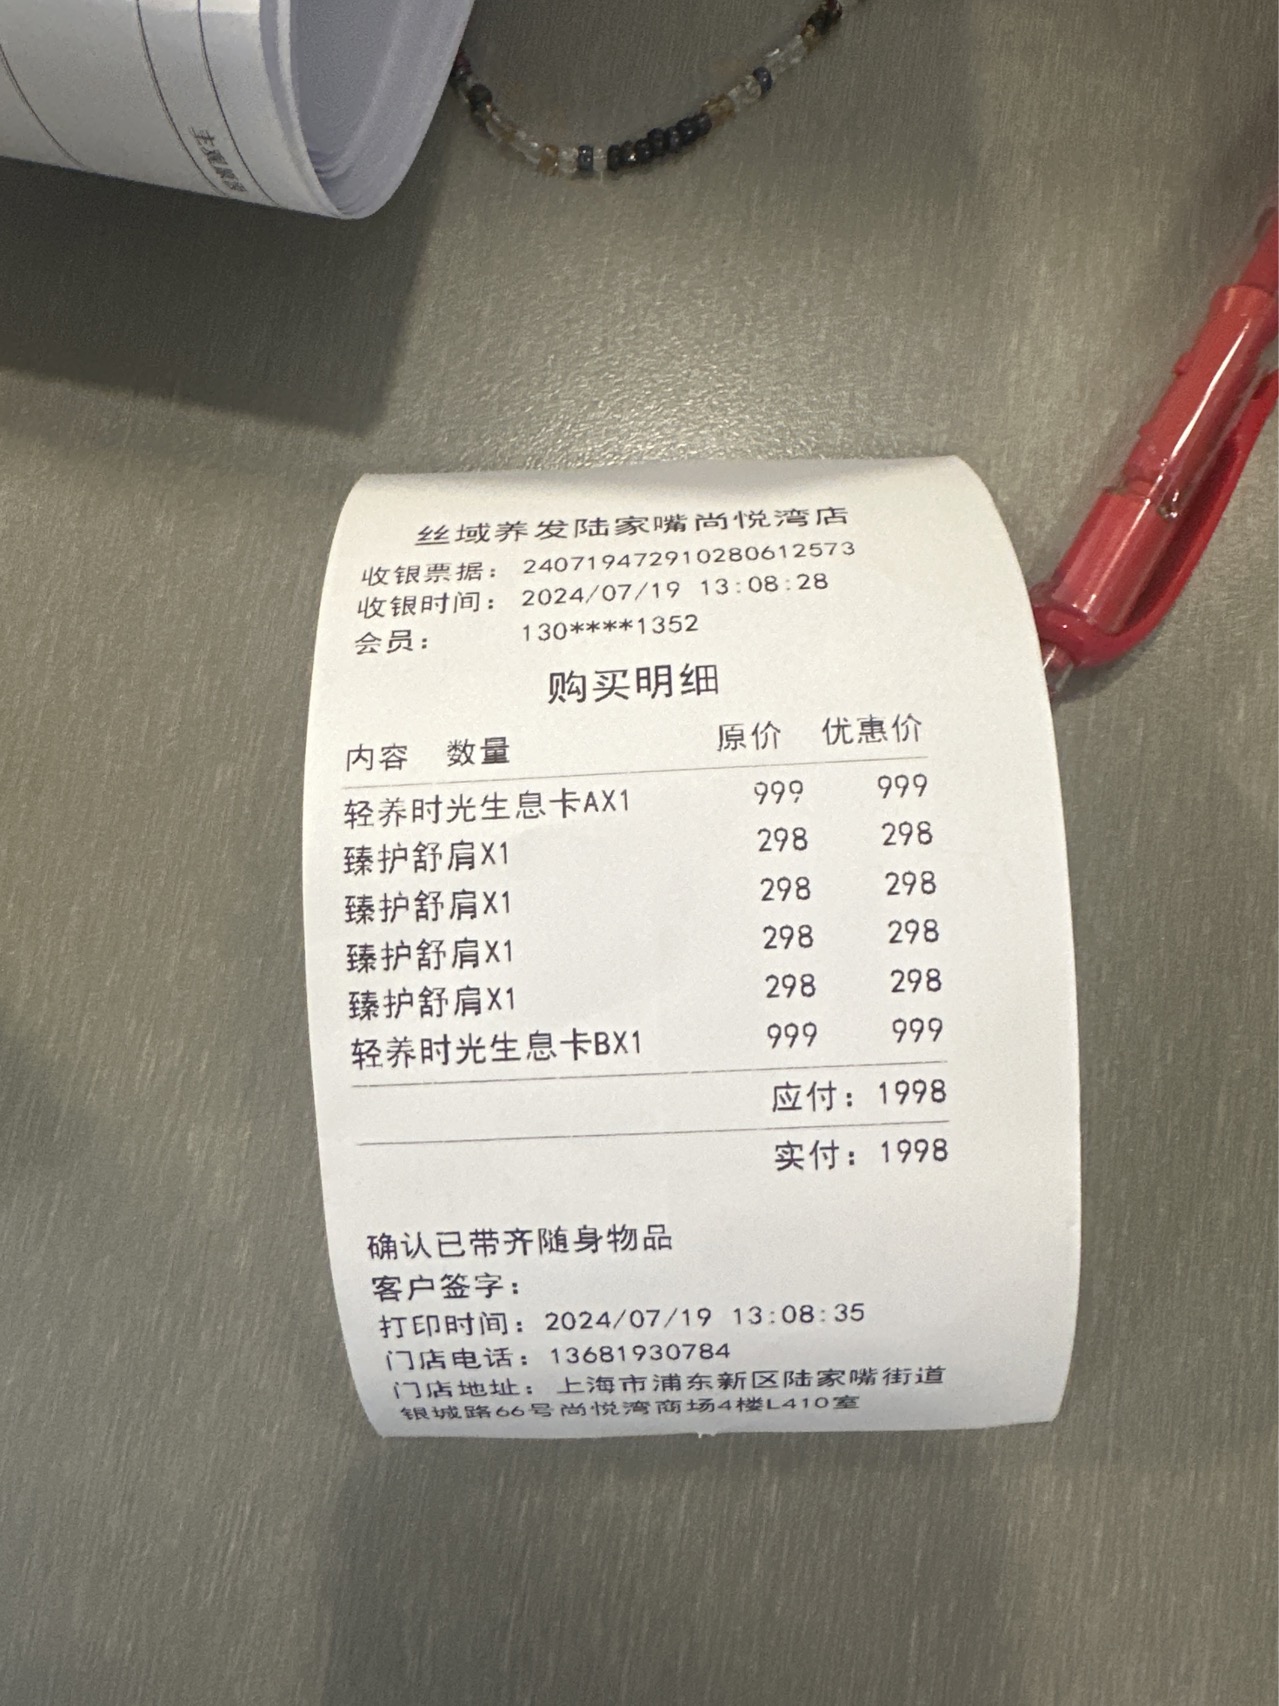 丝域养发陆家嘴尚悦湾店
收银票据: 240719472910280612573
收银时间: 2024/07/19 13:08:28
会员: 130****1352
购买明细
内容 数量 原价 优惠价
轻养时光生息卡AX1 999 999
臻护舒肩X1 298 298
臻护舒肩X1 298 298
臻护舒肩X1 298 298
臻护舒肩X1 298 298
轻养时光生息卡BX1 999 999
应付: 1998
实付: 1998
确认已带齐随身物品
客户签字:
打印时间: 2024/07/19 13:08:35
门店电话: 13681930784
门店地址: 上海市浦东新区陆家嘴街道
银城路66号尚悦湾商场4楼L410室